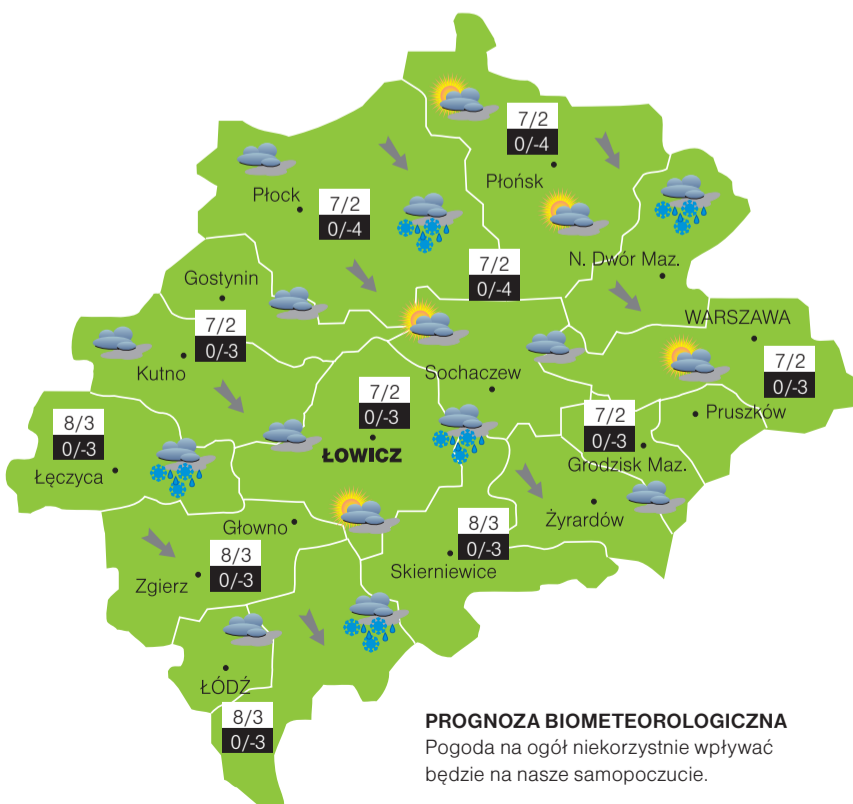 7/2
0/-4
Płońsk
Płock
7/2
0/-4
7/2
0/-4
N. Dwór Maz.
Gostynin
7/2
0/-3
Kutno
WARSZAWA
7/2
0/-3
Sochaczew
7/2
0/-3
ŁOWICZ
7/2
0/-3
Pruszków
Grodzisk Maz.
8/3
0/-3
Łęczyca
Żyrardów
Głowno
8/3
0/-3
Skierniewice
8/3
0/-3
Zgierz
ŁÓDŹ
8/3
0/-3
PROGNOZA BIOMETEOROLOGICZNA
Pogoda na ogół niekorzystnie wpływać
będzie na nasze samopoczucie.